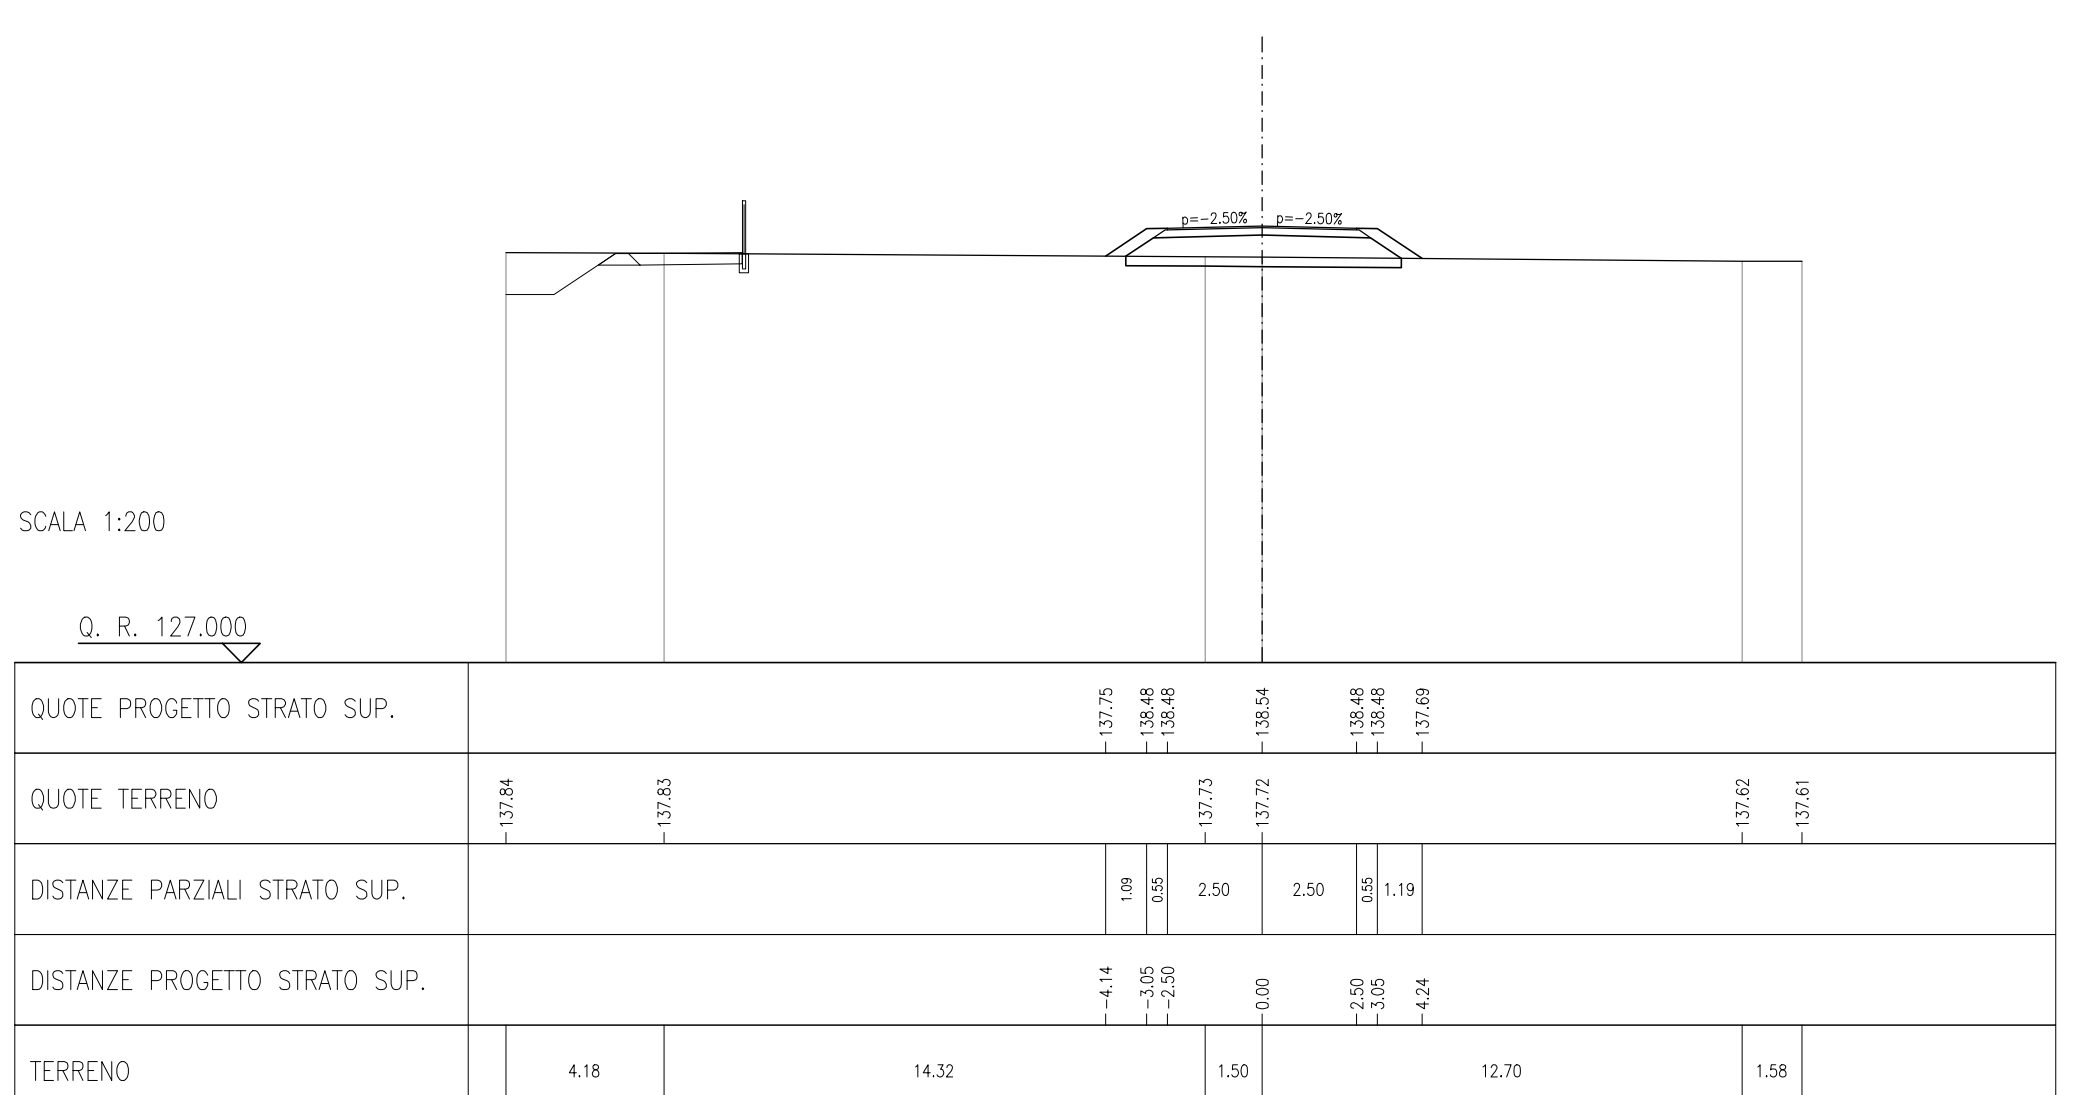 p=-2.50% p=-2.50%
SCALA 1:200
Q. R. 127.000
QUOTE PROGETTO STRATO SUP. 137.75 138.48 138.48 138.54 138.48 138.48 137.69
QUOTE TERRENO 137.84 137.83 137.73 137.72 137.62 137.61
DISTANZE PARZIALI STRATO SUP. 1.09 0.55 2.50 2.50 0.55 1.19
DISTANZE PROGETTO STRATO SUP. -4.14 -3.05 -2.50 0.00 2.50 3.05 4.24
TERRENO 4.18 14.32 1.50 12.70 1.58